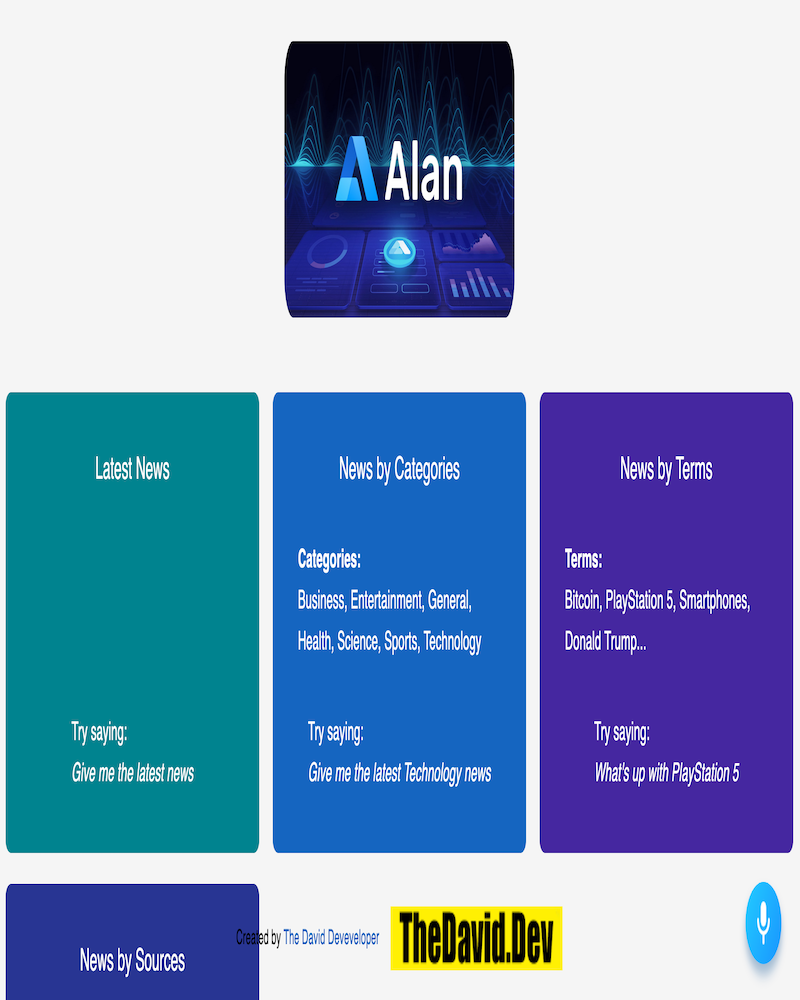 Alan
Latest News
Try saying:
Give me the latest news
News by Categories
Categories:
Business, Entertainment, General,
Health, Science, Sports, Technology
Try saying:
Give me the latest Technology news
News by Terms
Terms:
Bitcoin, PlayStation 5, Smartphones,
Donald Trump...
Try saying:
What's up with PlayStation 5
News by Sources
Created by The David Deveveloper
TheDavid.Dev